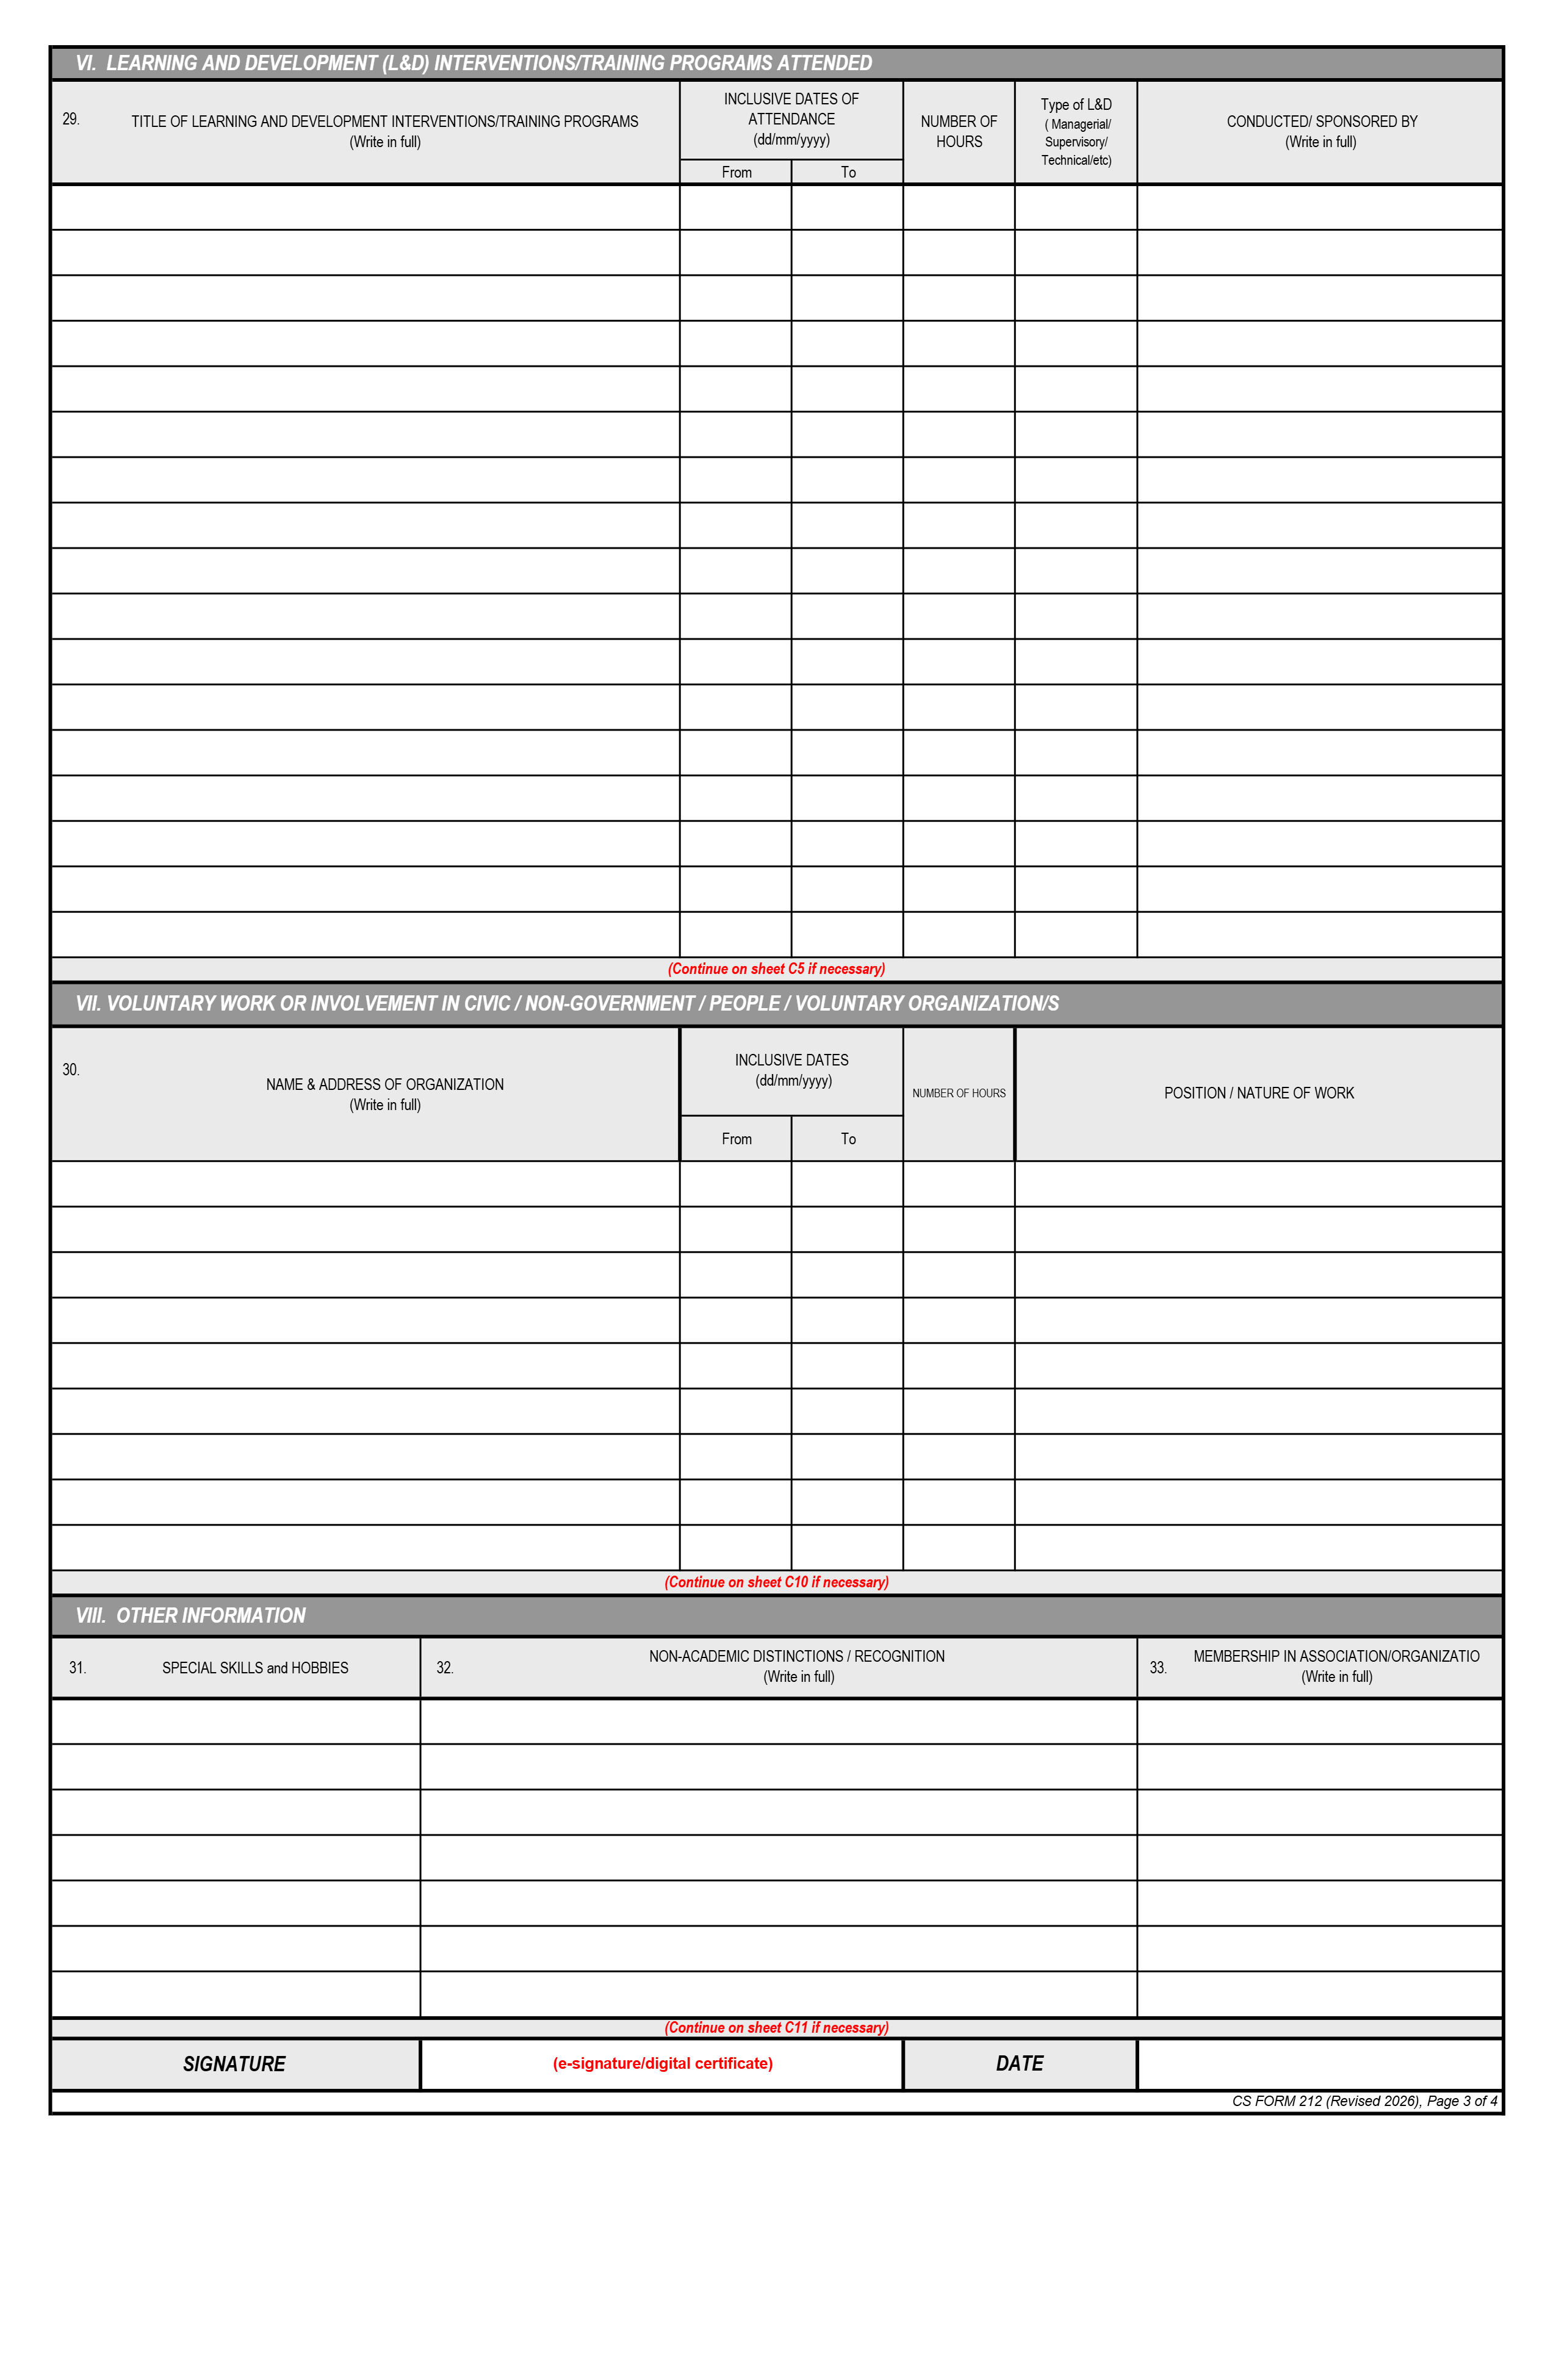 VI.  LEARNING AND DEVELOPMENT (L&D) INTERVENTIONS/TRAINING PROGRAMS ATTENDED
29.
TITLE OF LEARNING AND DEVELOPMENT INTERVENTIONS/TRAINING PROGRAMS
(Write in full)
INCLUSIVE DATES OF
ATTENDANCE
(dd/mm/yyyy)
From
To
NUMBER OF
HOURS
Type of L&D
( Managerial/
Supervisory/
Technical/etc)
CONDUCTED/ SPONSORED BY
(Write in full)
(Continue on sheet C5 if necessary)
VII. VOLUNTARY WORK OR INVOLVEMENT IN CIVIC / NON-GOVERNMENT / PEOPLE / VOLUNTARY ORGANIZATION/S
30.
NAME & ADDRESS OF ORGANIZATION
(Write in full)
INCLUSIVE DATES
(dd/mm/yyyy)
From
To
NUMBER OF HOURS
POSITION / NATURE OF WORK
(Continue on sheet C10 if necessary)
VIII.  OTHER INFORMATION
31.
SPECIAL SKILLS and HOBBIES
32.
NON-ACADEMIC DISTINCTIONS / RECOGNITION
(Write in full)
33.
MEMBERSHIP IN ASSOCIATION/ORGANIZATIO
(Write in full)
(Continue on sheet C11 if necessary)
SIGNATURE
(e-signature/digital certificate)
DATE
CS FORM 212 (Revised 2026), Page 3 of 4